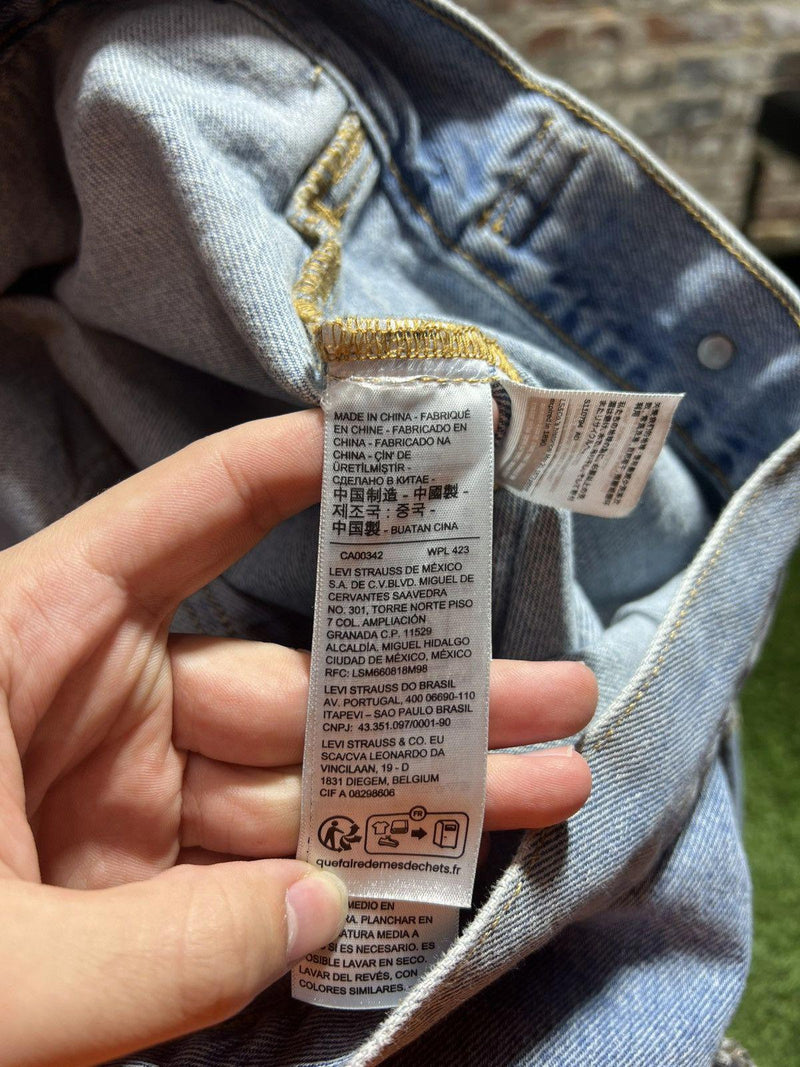 MADE IN CHINA - FABRIQUÉ
EN CHINE - FABRICADO EN
CHINA - FABRICADO NA
CHINA - ÇİN' DE
ÜRETİLMİŞTİR -
СДЕЛАНО В КИТАЕ -
中国制造 - 中國製 -
제조국 : 중국 -
中国製 - BUATAN CINA
CA00342 WPL 423
LEVI STRAUSS DE MÉXICO
S.A. DE C.V.BLVD. MIGUEL DE
CERVANTES SAAVEDRA
NO. 301, TORRE NORTE PISO
7 COL. AMPLIACIÓN
GRANADA C.P. 11529
ALCALDÍA. MIGUEL HIDALGO
CIUDAD DE MÉXICO, MÉXICO
RFC: LSM660818M98
LEVI STRAUSS DO BRASIL
AV. PORTUGAL, 400 06690-110
ITAPEVI – SAO PAULO BRASIL
CNPJ: 43.351.097/0001-90
LEVI STRAUSS & CO. EU
SCA/CVA LEONARDO DA
VINCILAAN, 19 - D
1831 DIEGEM, BELGIUM
CIF A 08298606
FR
quefairedemesdechets.fr
MEDIO EN
RA. PLANCHAR EN
ATURA MEDIA A
O SI ES NECESARIO.
OSIBLE LAVAR EN SECO.
LAVAR DEL REVÉS, CON
COLORES SIMILARES. -